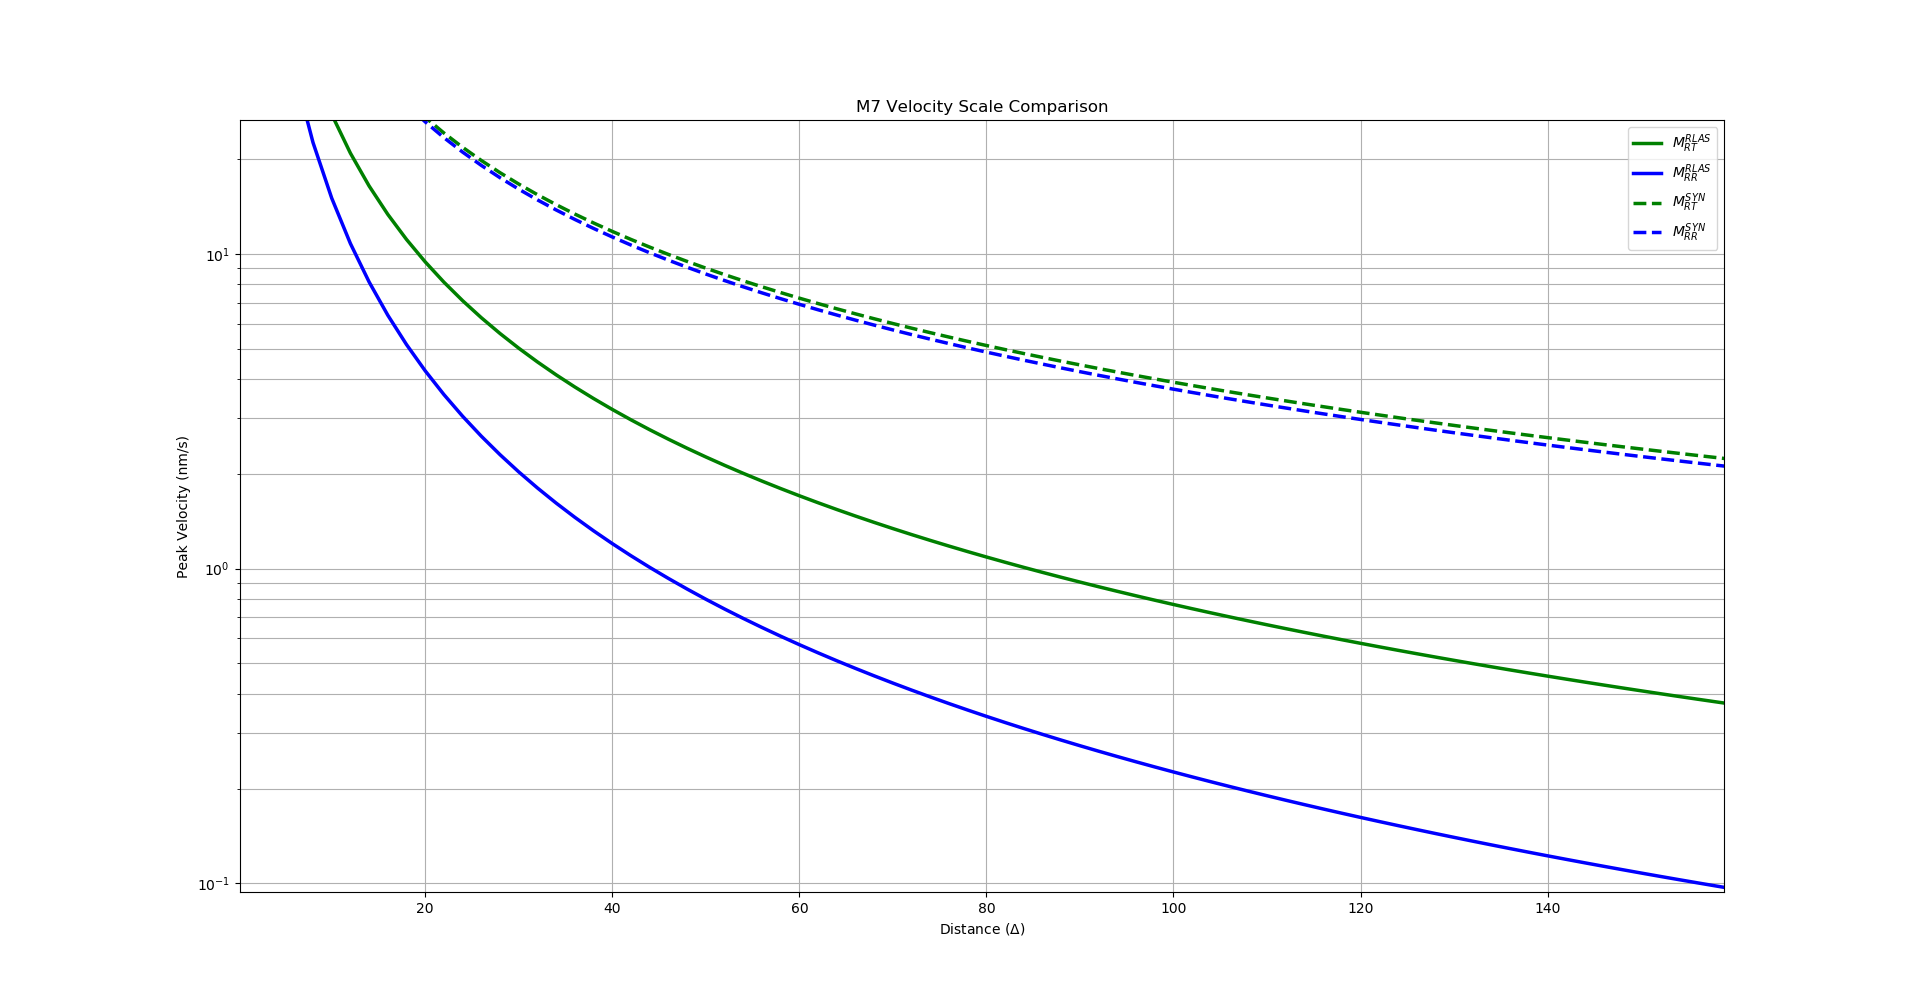 M7 Velocity Scale Comparison
M_{RT}^{RLAS}
M_{RR}^{RLAS}
M_{RT}^{SYN}
M_{RR}^{SYN}
Peak Velocity (nm/s)
10^1
10^0
10^{-1}
20 40 60 80 100 120 140
Distance (Δ)